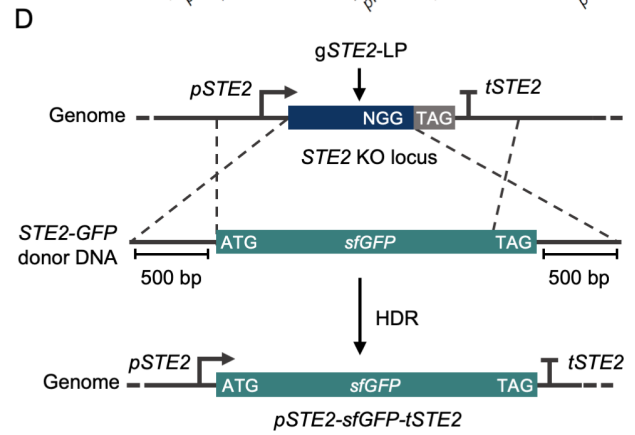 D
gSTE2-LP
pSTE2
tSTE2
Genome
NGG
TAG
STE2 KO locus
STE2-GFP
donor DNA
ATG
sfGFP
TAG
500 bp
500 bp
HDR
pSTE2
tSTE2
Genome
ATG
sfGFP
TAG
pSTE2-sfGFP-tSTE2